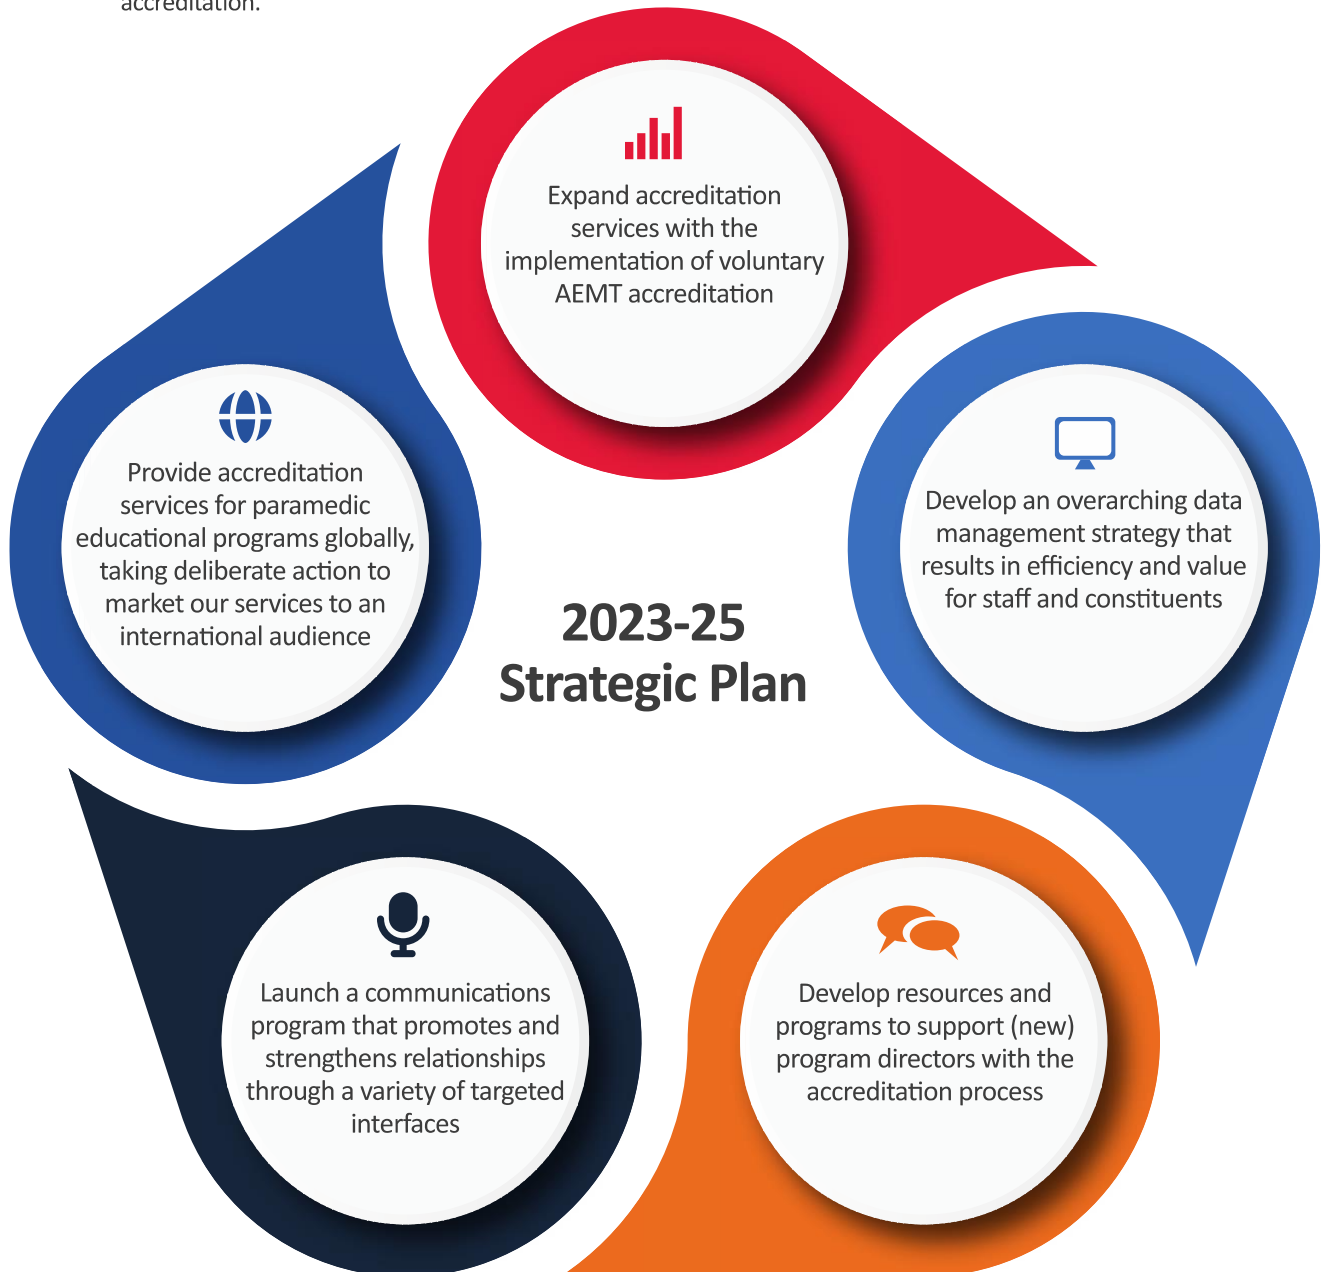 accreditation.
Expand accreditation
services with the
implementation of voluntary
AEMT accreditation
Develop an overarching data
management strategy that
results in efficiency and value
for staff and constituents
Develop resources and
programs to support (new)
program directors with the
accreditation process
Launch a communications
program that promotes and
strengthens relationships
through a variety of targeted
interfaces
Provide accreditation
services for paramedic
educational programs globally,
taking deliberate action to
market our services to an
international audience
2023-25
Strategic Plan